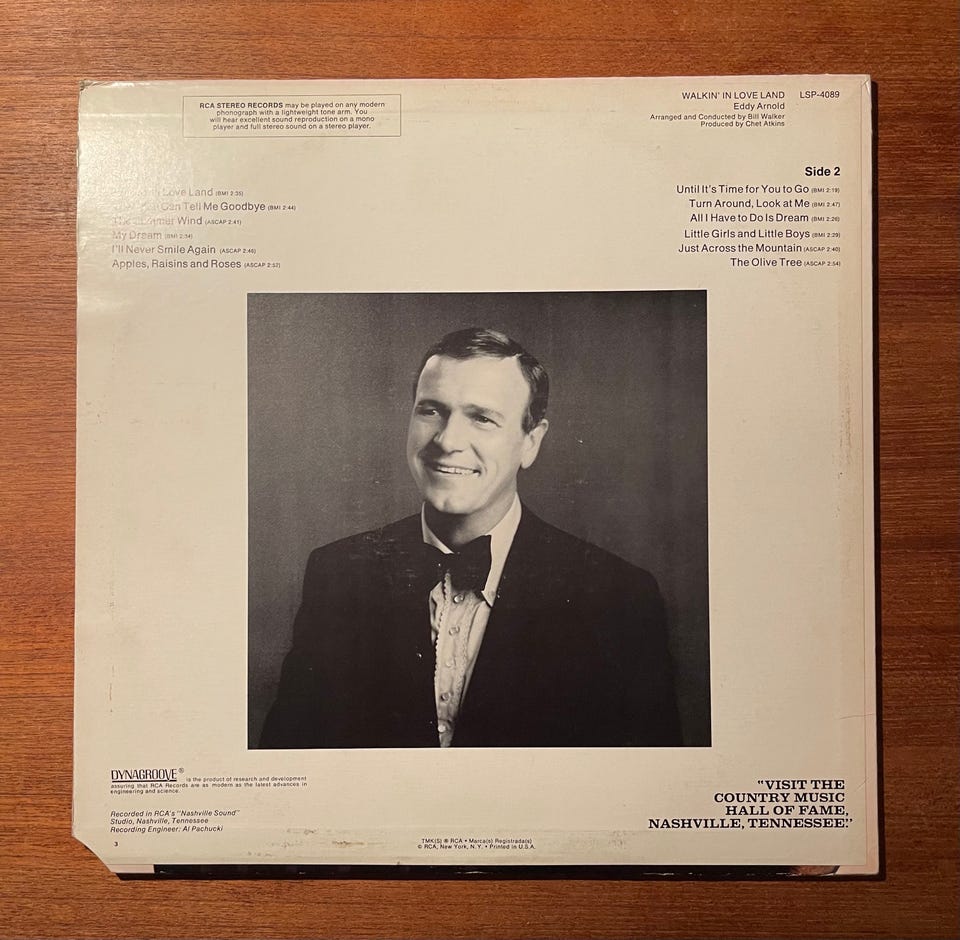 RCA STEREO RECORDS may be played on any modern
phonograph with a lightweight tone arm. You
will hear excellent sound reproduction on a mono
player and full stereo sound on a stereo player.
WALKIN' IN LOVE LAND LSP-4089
Eddy Arnold
Arranged and Conducted by Bill Walker
Produced by Chet Atkins
Love Land (BMI 2:35)
Can Tell Me Goodbye (BMI 2:44)
Wind (ASCAP 2:41)
My Dream (BMI 2:34)
I'll Never Smile Again (ASCAP 2:46)
Apples, Raisins and Roses (ASCAP 2:52)
Side 2
Until It's Time for You to Go (BMI 2:19)
Turn Around, Look at Me (BMI 2:47)
All I Have to Do Is Dream (BMI 2:26)
Little Girls and Little Boys (BMI 2:29)
Just Across the Mountain (ASCAP 2:40)
The Olive Tree (ASCAP 2:54)
DYNAGROOVE® is the product of research and development
assuring that RCA Records are as modern as the latest advances in
engineering and science.
Recorded in RCA's "Nashville Sound"
Studio, Nashville, Tennessee
Recording Engineer: Al Pachucki
3
TMK(S) ® RCA • Marca(s) Registrada(s)
© RCA, New York, N.Y. • Printed in U.S.A.
"VISIT THE
COUNTRY MUSIC
HALL OF FAME,
NASHVILLE, TENNESSEE."